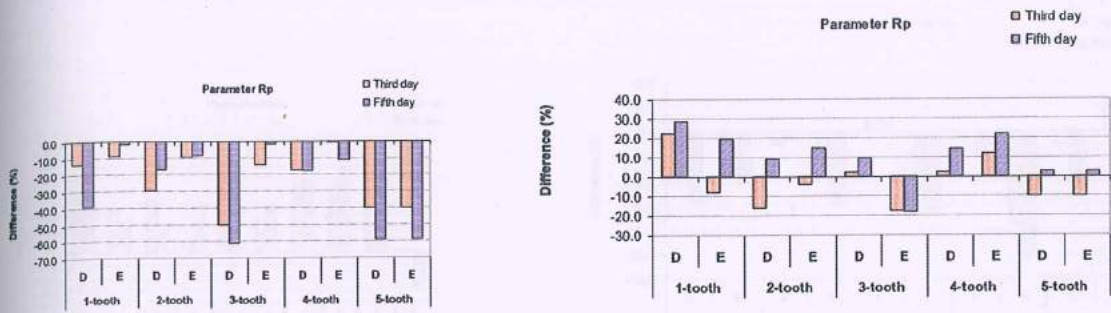 Parameter Rp
Third day
Fifth day
Difference (%)
0.0
-10.0
-20.0
-30.0
-40.0
-50.0
-60.0
-70.0
D E D E D E D E D E
1-tooth 2-tooth 3-tooth 4-tooth 5-tooth
Parameter Rp
Third day
Fifth day
Difference (%)
40.0
30.0
20.0
10.0
0.0
-10.0
-20.0
-30.0
D E D E D E D E D E
1-tooth 2-tooth 3-tooth 4-tooth 5-tooth